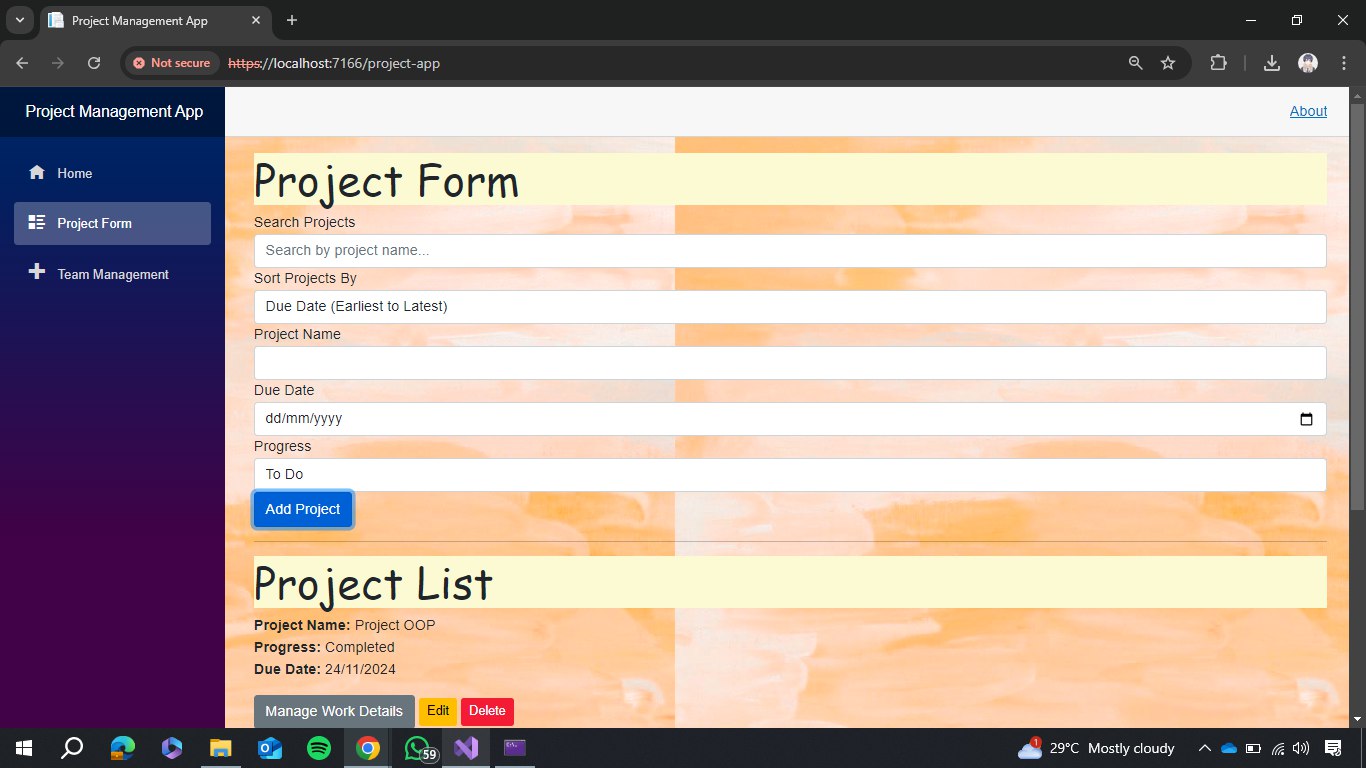 Project Management App
Not secure https://localhost:7166/project-app
Project Management App
About
Home
Project Form
Team Management
Project Form
Search Projects
Search by project name...
Sort Projects By
Due Date (Earliest to Latest)
Project Name
Due Date
dd/mm/yyyy
Progress
To Do
Add Project
Project List
Project Name: Project OOP
Progress: Completed
Due Date: 24/11/2024
Manage Work Details Edit Delete
59 1 29°C Mostly cloudy